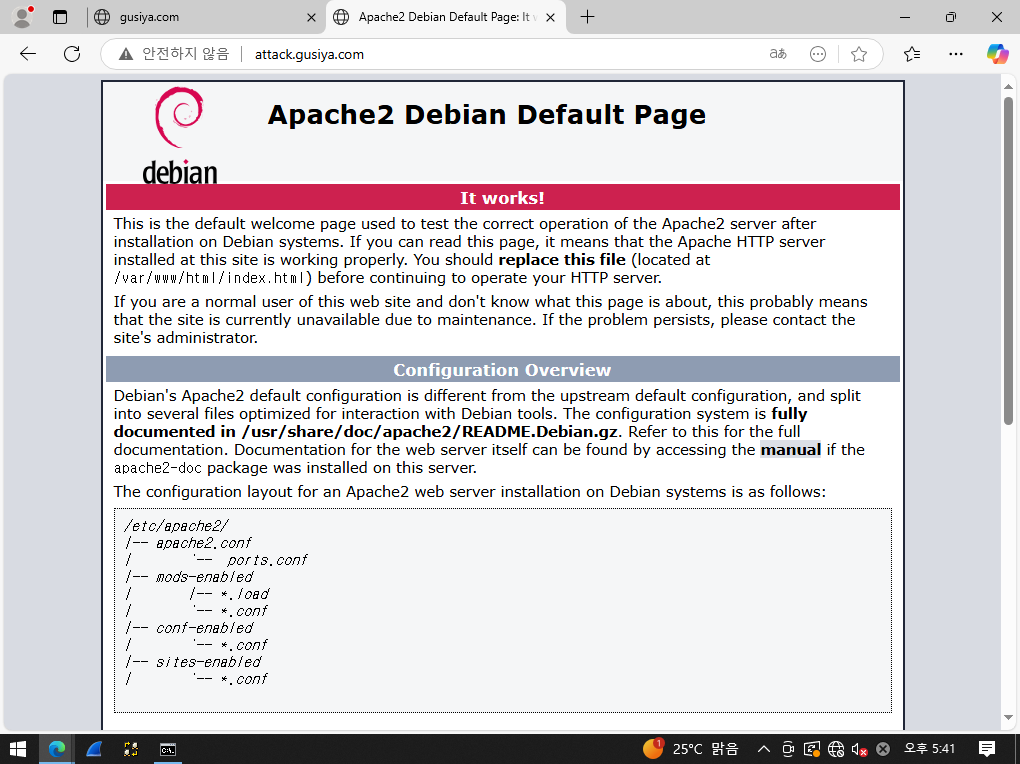 gusiya.com
Apache2 Debian Default Page: It w
안전하지 않음
attack.gusiya.com
aあ
debian
Apache2 Debian Default Page
It works!
This is the default welcome page used to test the correct operation of the Apache2 server after
installation on Debian systems. If you can read this page, it means that the Apache HTTP server
installed at this site is working properly. You should replace this file (located at
/var/www/html/index.html) before continuing to operate your HTTP server.
If you are a normal user of this web site and don't know what this page is about, this probably means
that the site is currently unavailable due to maintenance. If the problem persists, please contact the
site's administrator.
Configuration Overview
Debian's Apache2 default configuration is different from the upstream default configuration, and split
into several files optimized for interaction with Debian tools. The configuration system is fully
documented in /usr/share/doc/apache2/README.Debian.gz. Refer to this for the full
documentation. Documentation for the web server itself can be found by accessing the manual if the
apache2-doc package was installed on this server.
The configuration layout for an Apache2 web server installation on Debian systems is as follows:
/etc/apache2/
|-- apache2.conf
|       `--  ports.conf
|-- mods-enabled
|       |-- *.load
|       `-- *.conf
|-- conf-enabled
|       `-- *.conf
|-- sites-enabled
|       `-- *.conf
1
25°C 맑음
오후 5:41